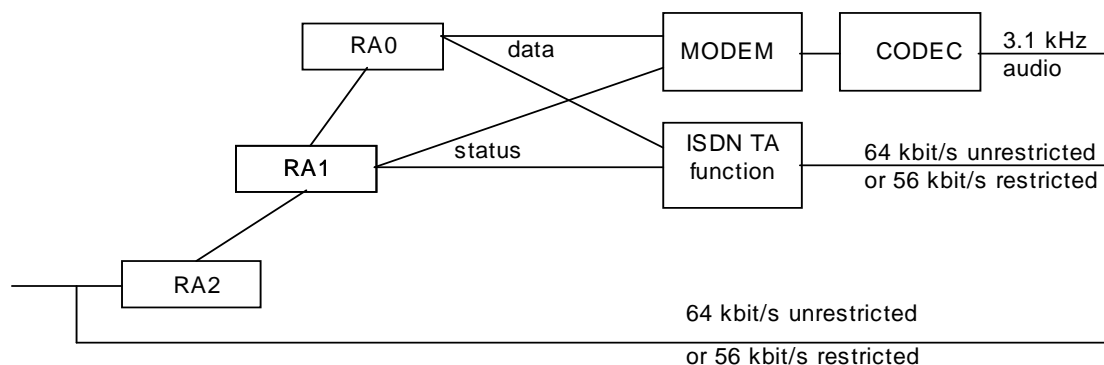 RA0
data
MODEM
CODEC
3.1 kHz
audio
RA1
status
ISDN TA
function
64 kbit/s unrestricted
or 56 kbit/s restricted
RA2
64 kbit/s unrestricted
or 56 kbit/s restricted